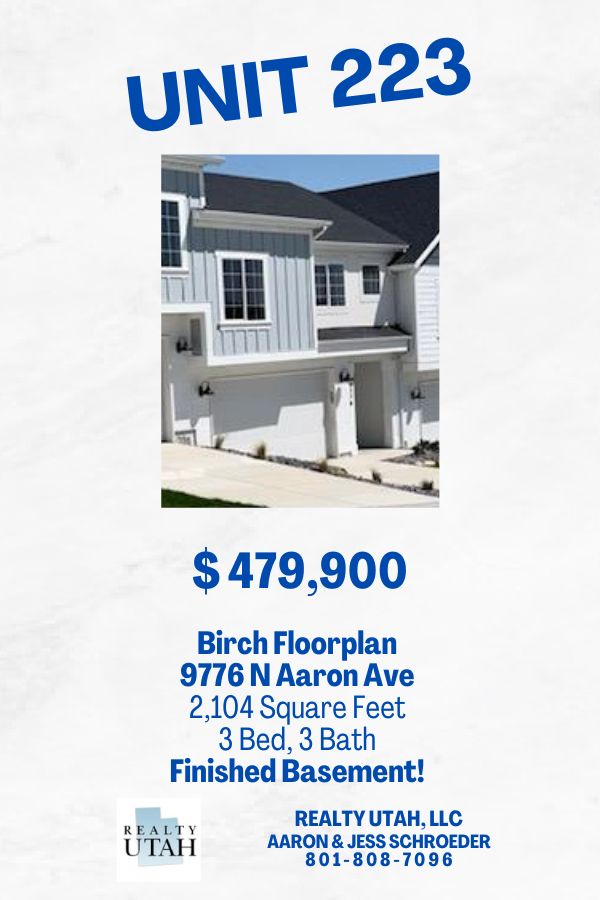 UNIT 223
$ 479,900
Birch Floorplan
9776 N Aaron Ave
2,104 Square Feet
3 Bed, 3 Bath
Finished Basement!
REALTY
UTAH
REALTY UTAH, LLC
AARON & JESS SCHROEDER
801-808-7096